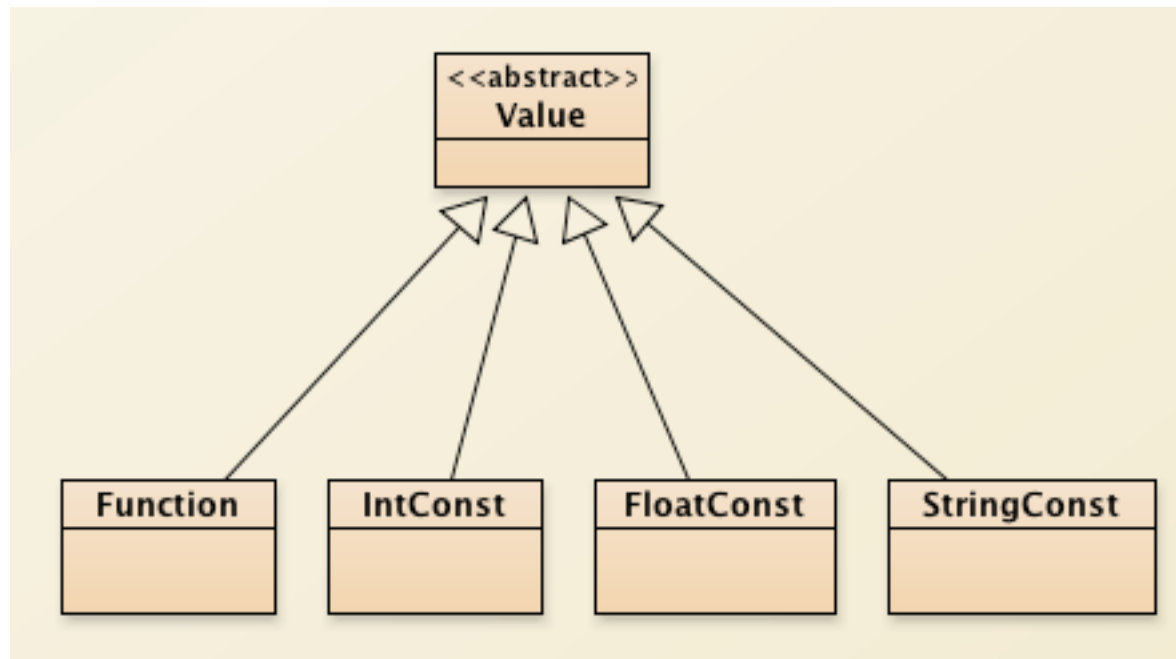 <<abstract>>
Value
Function
IntConst
FloatConst
StringConst